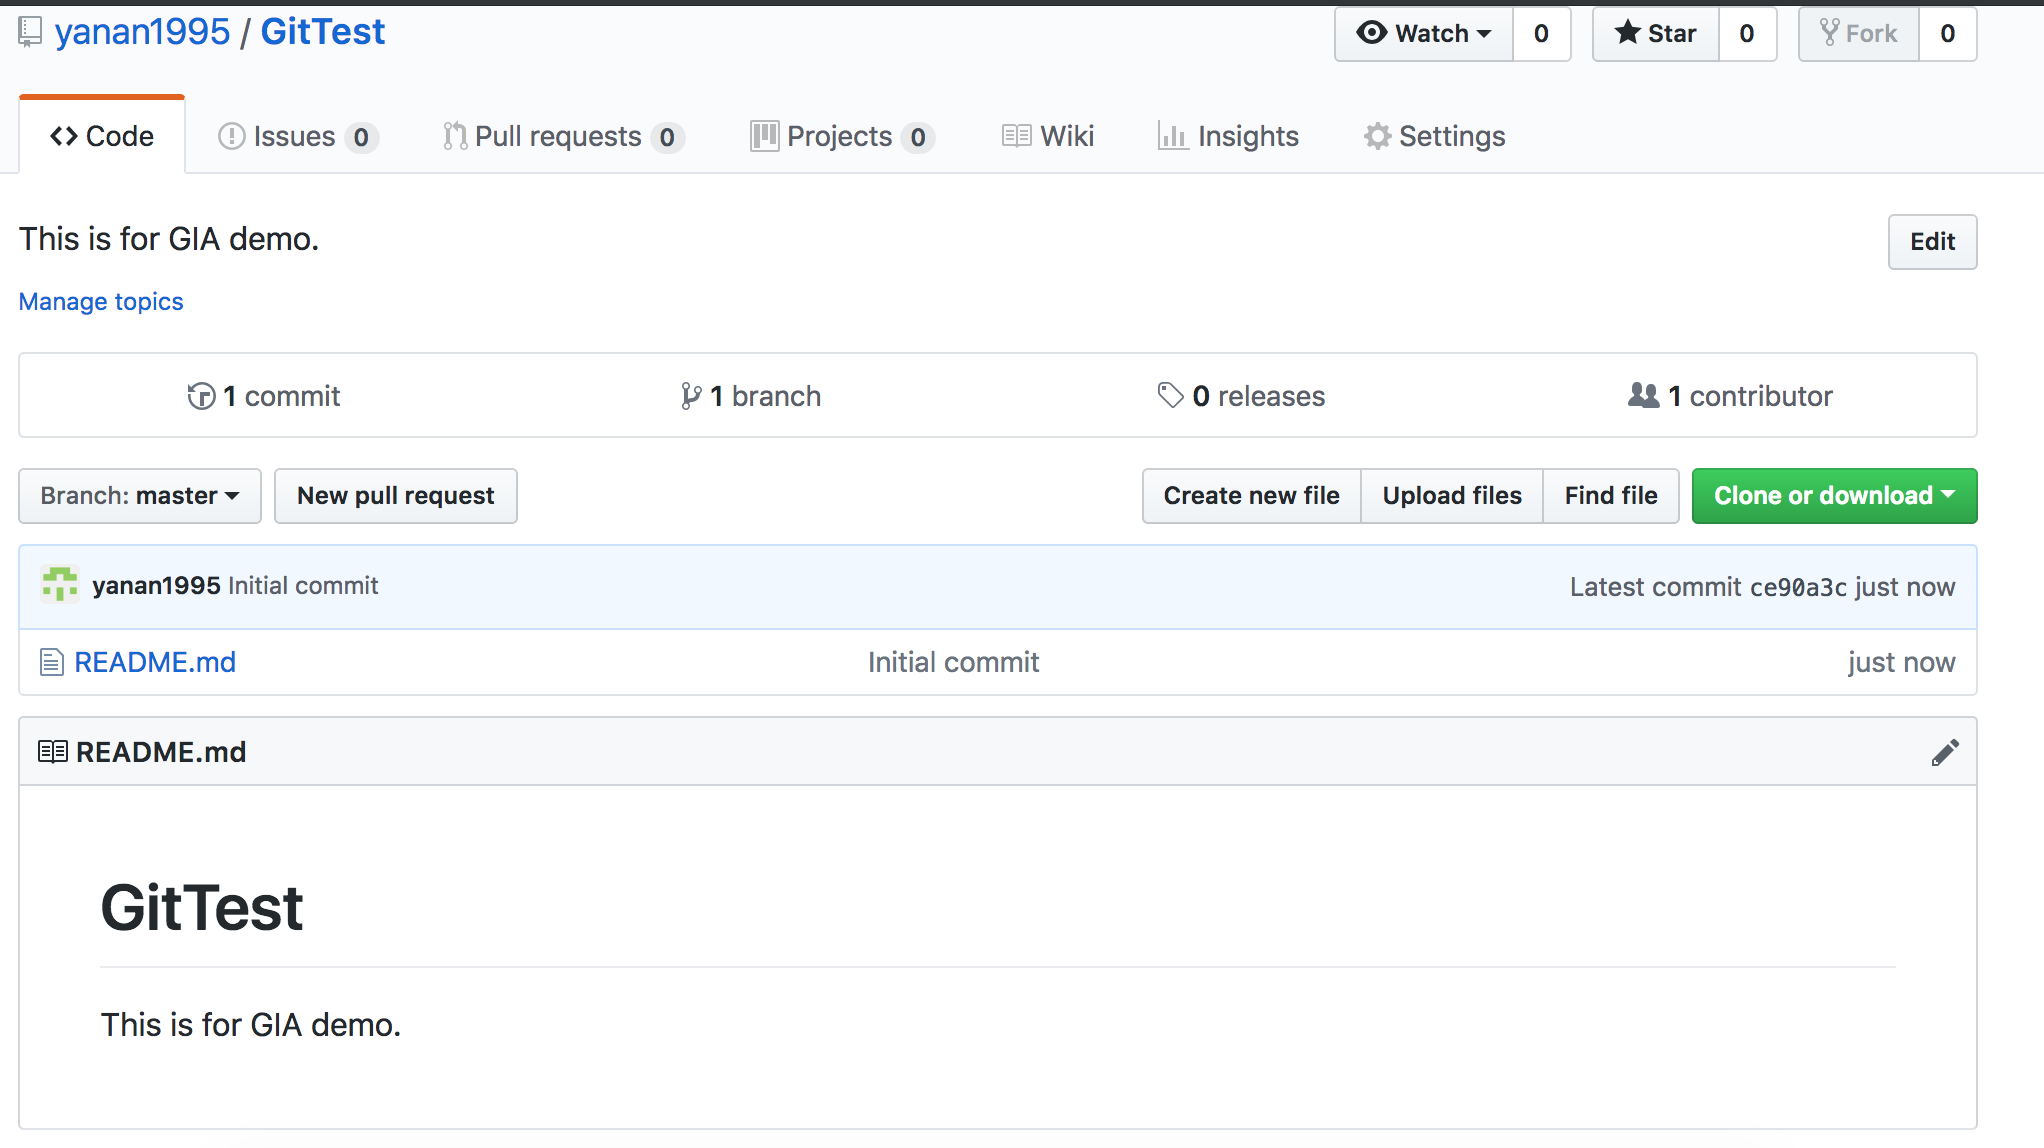 yanan1995 / GitTest
Watch 0 Star 0 Fork 0
Code Issues 0 Pull requests 0 Projects 0 Wiki Insights Settings
This is for GIA demo.
Edit
Manage topics
1 commit 1 branch 0 releases 1 contributor
Branch: master New pull request Create new file Upload files Find file Clone or download
yanan1995 Initial commit Latest commit ce90a3c just now
README.md Initial commit just now
README.md
GitTest
This is for GIA demo.